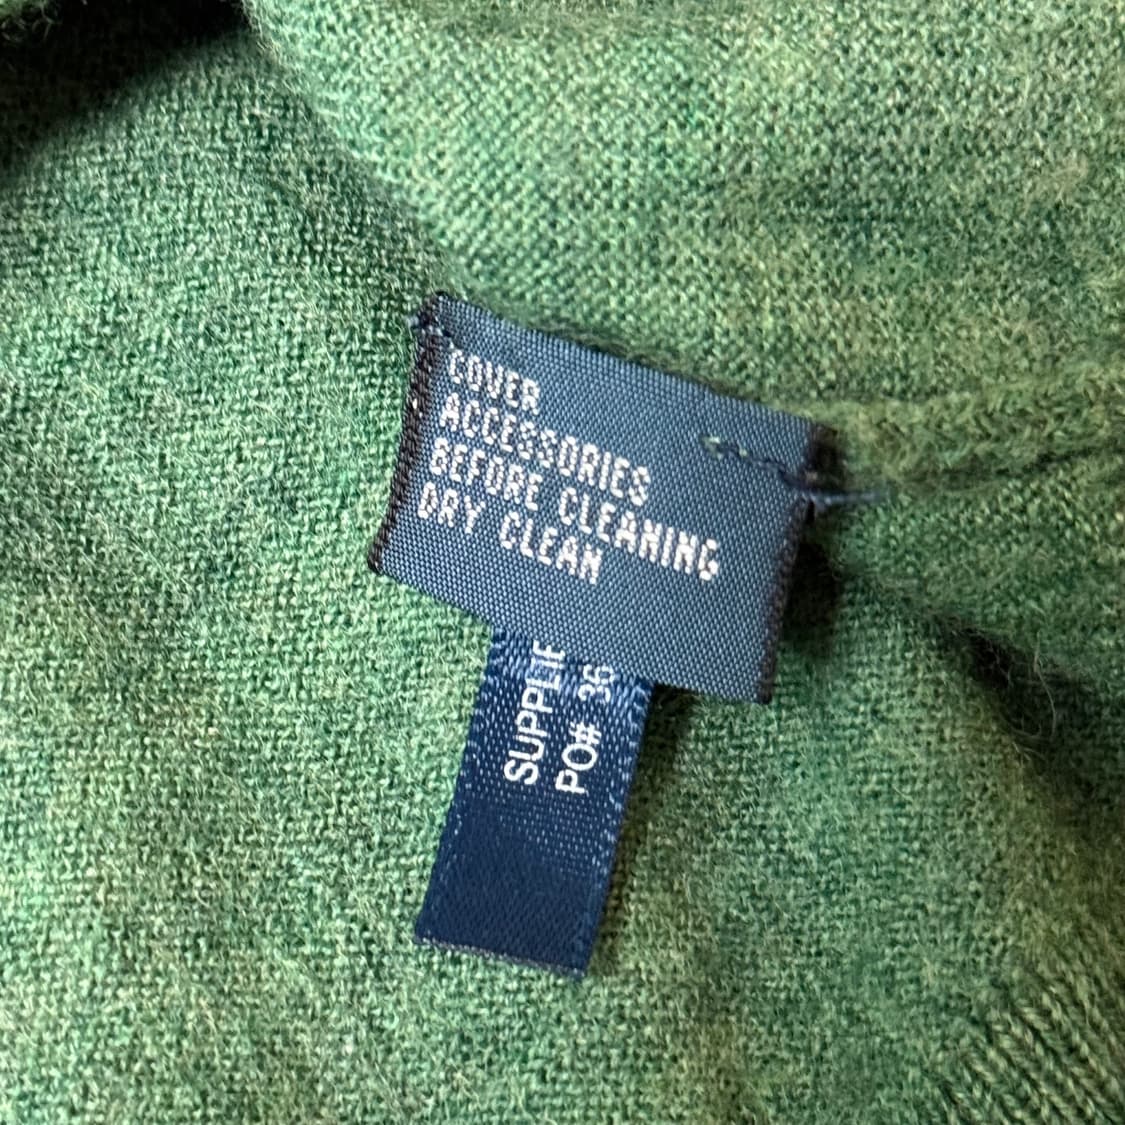 COVER
ACCESSORIES
BEFORE CLEANING
DRY CLEAN
SUPPLIE
PO# 36